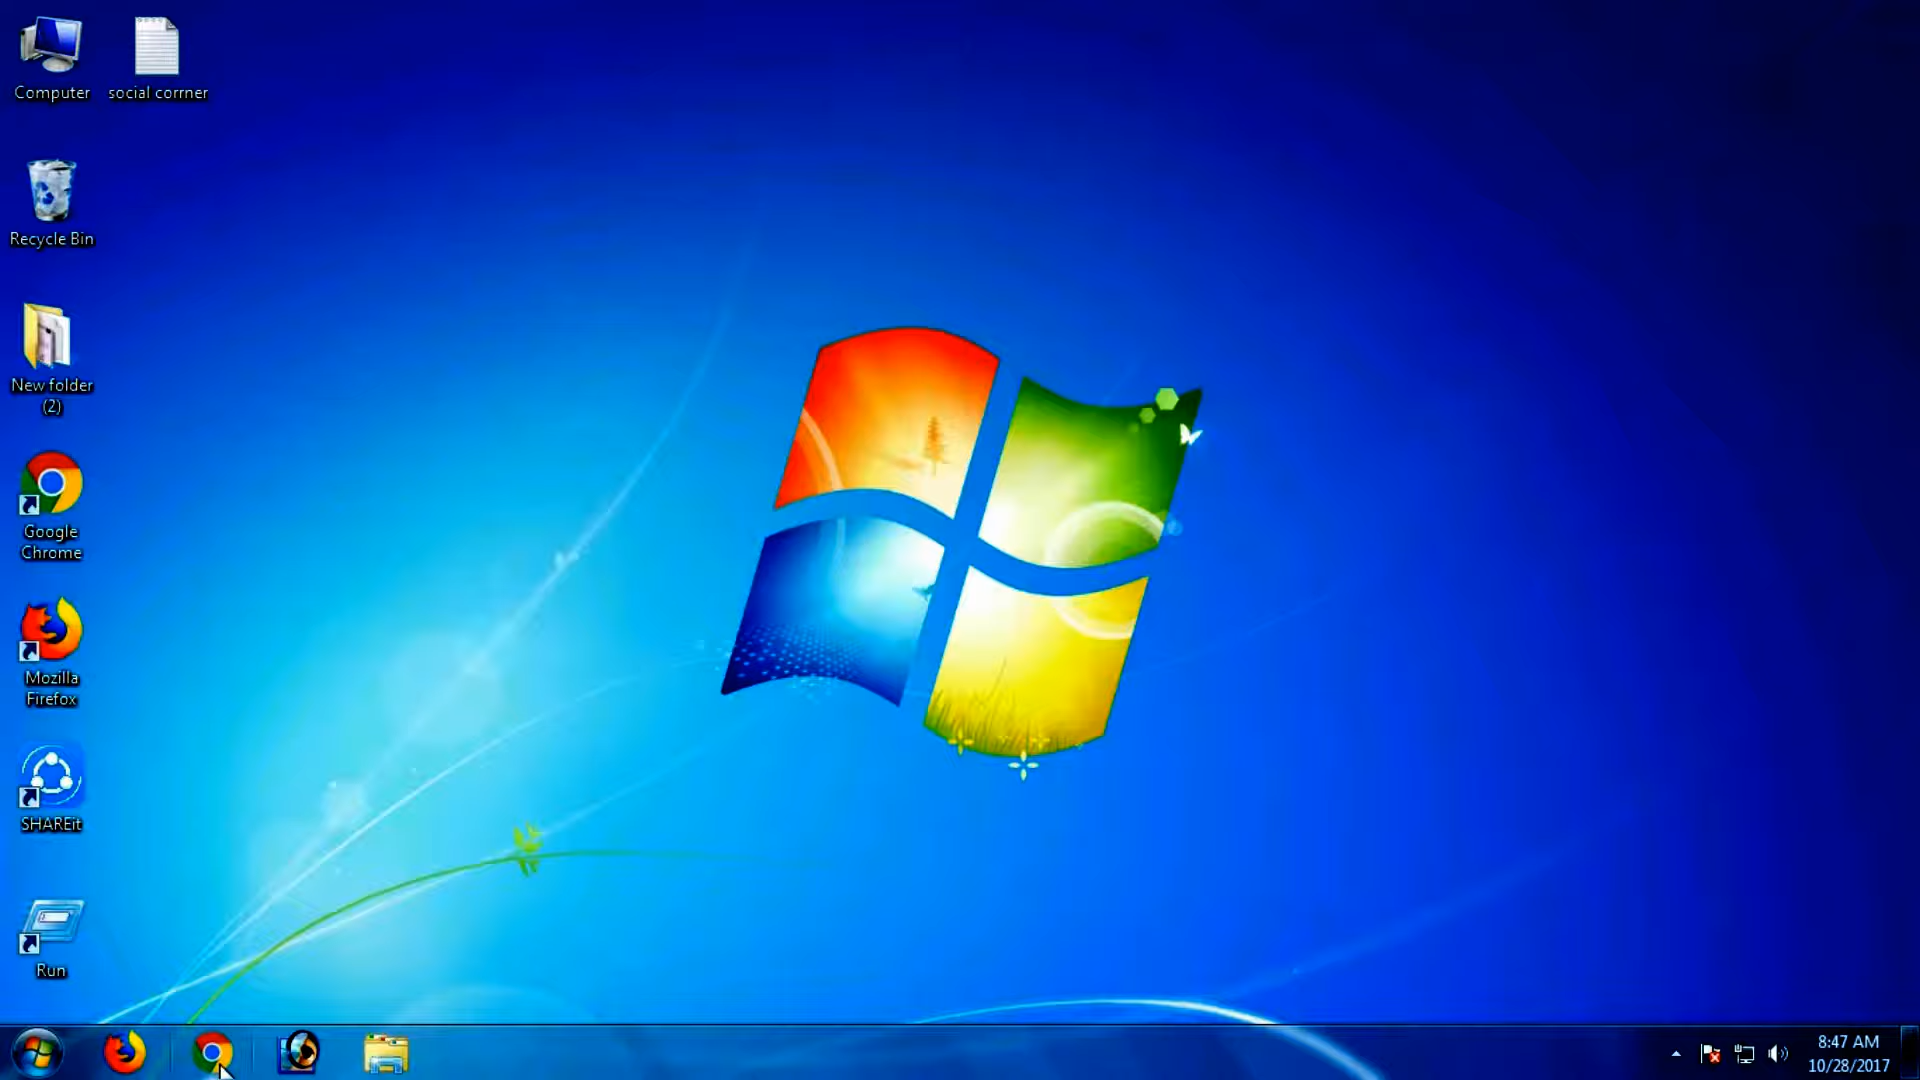 Computer
social corrner
Recycle Bin
New folder
(2)
Google
Chrome
Mozilla
Firefox
SHAREit
Run
8:47 AM
10/28/2017